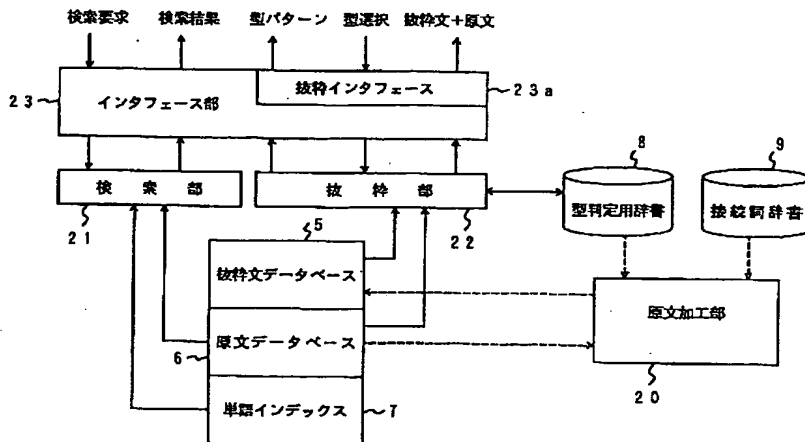 検索要求 検索結果 型パターン 型選択 抜粋文+原文
インタフェース部
抜粋インタフェース
23
23a
検索部
21
抜粋部
22
8
型判定用辞書
9
接続詞辞書
5
抜粋文データベース
原文データベース
6
単語インデックス
7
原文加工部
20